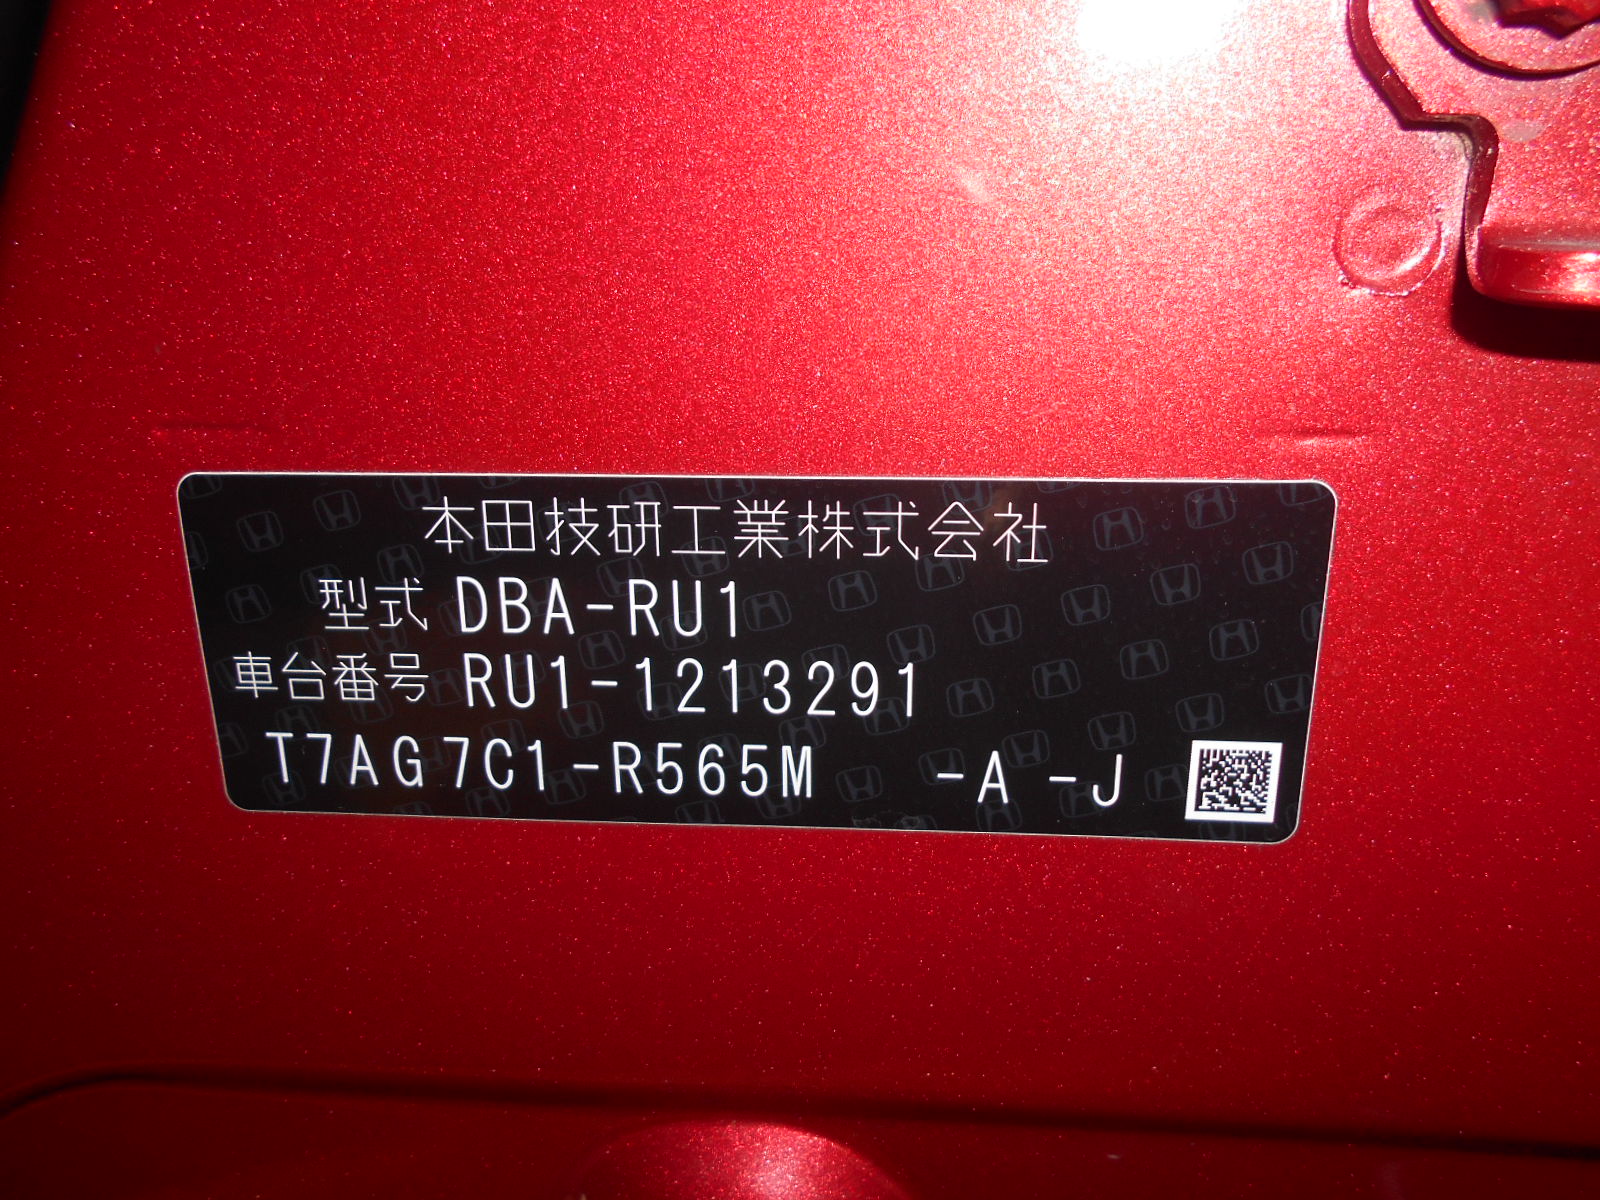 本田技研工業株式会社
型式 DBA-RU1
車台番号 RU1-1213291
T7AG7C1-R565M -A -J